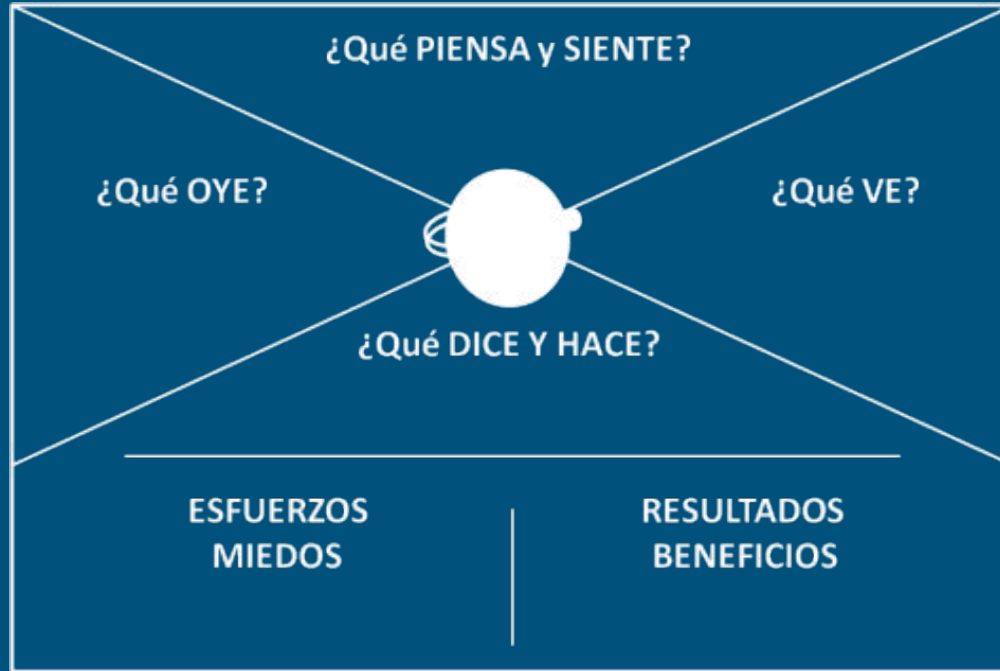 ¿Qué PIENSA y SIENTE?
¿Qué OYE?
¿Qué VE?
¿Qué DICE Y HACE?
ESFUERZOS
MIEDOS
RESULTADOS
BENEFICIOS